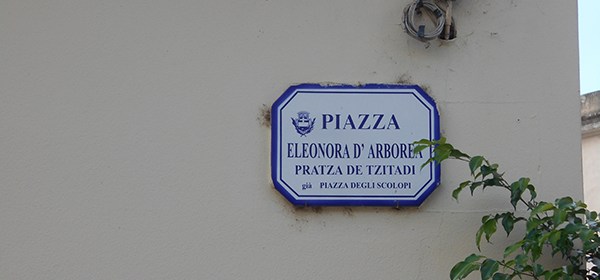 PIAZZA
ELEONORA D' ARBOREA
PRATZA DE TZITADI
già PIAZZA DEGLI SCOLOPI